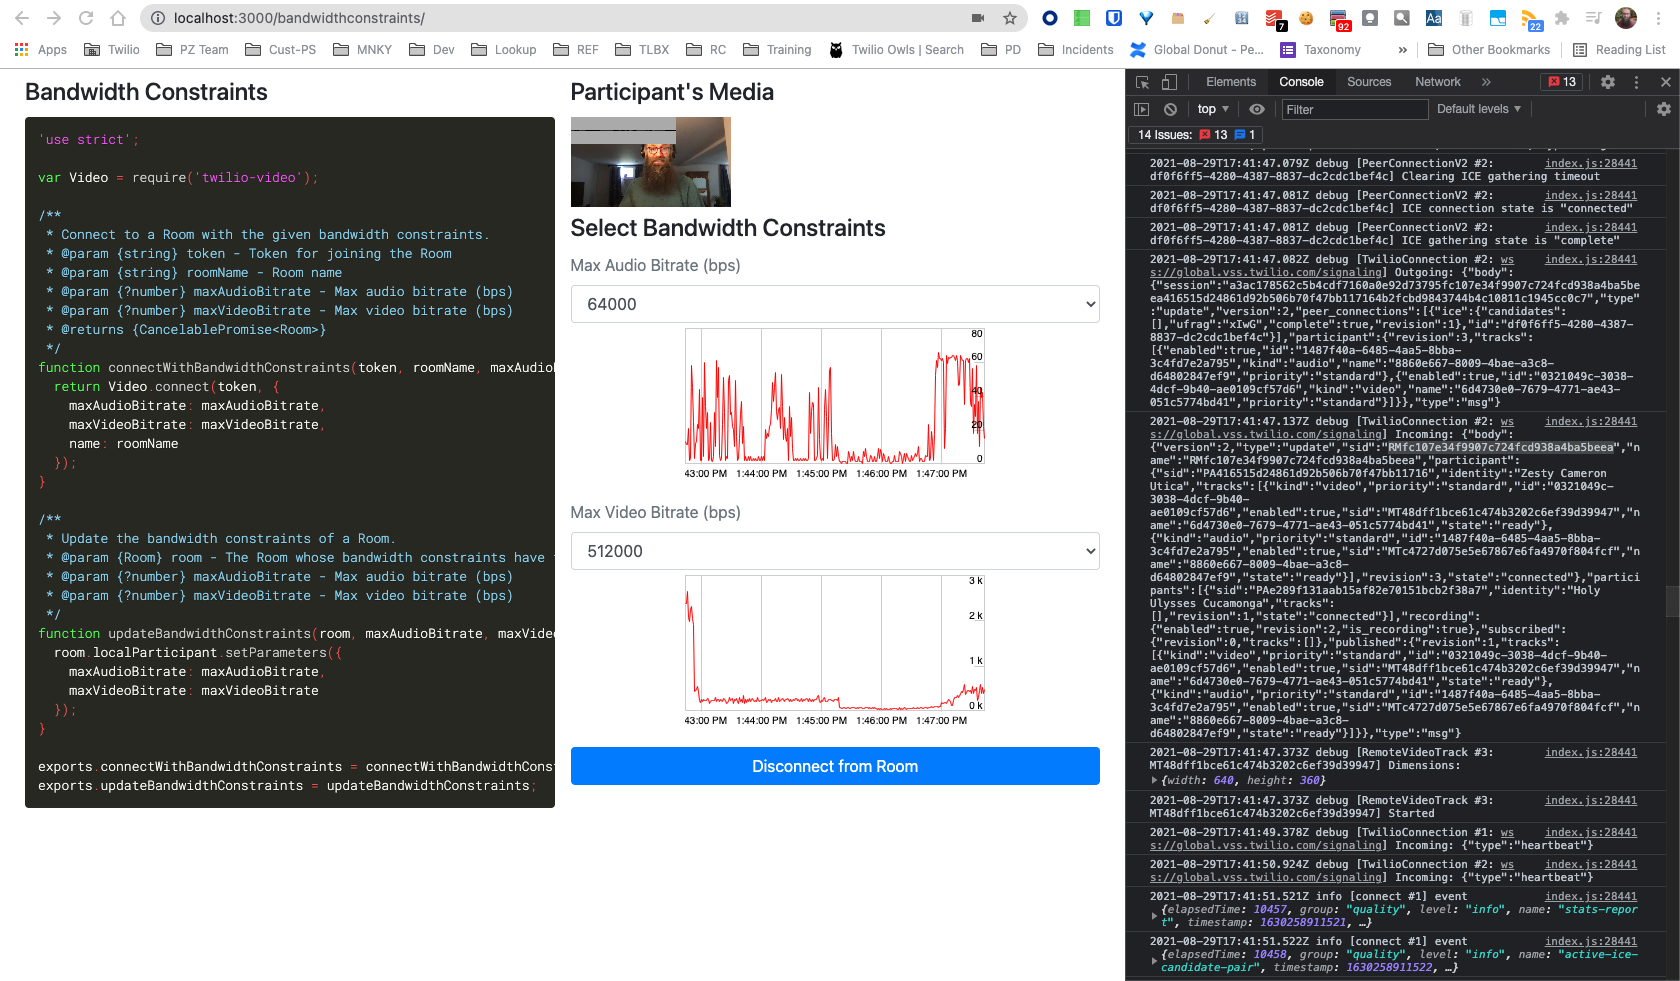 localhost:3000/bandwidthconstraints/
7
92
22
Apps
Twilio
PZ Team
Cust-PS
MNKY
Dev
Lookup
REF
TLBX
RC
Training
Twilio Owls | Search
PD
Incidents
Global Donut - Pe...
Taxonomy
»
Other Bookmarks
Reading List
Bandwidth Constraints
'use strict';
var Video = require('twilio-video');
/**
* Connect to a Room with the given bandwidth constraints.
* @param {string} token - Token for joining the Room
* @param {string} roomName - Room name
* @param {?number} maxAudioBitrate - Max audio bitrate (bps)
* @param {?number} maxVideoBitrate - Max video bitrate (bps)
* @returns {CancelablePromise<Room>}
*/
function connectWithBandwidthConstraints(token, roomName, maxAudioB
return Video.connect(token, {
maxAudioBitrate: maxAudioBitrate,
maxVideoBitrate: maxVideoBitrate,
name: roomName
});
}
/**
* Update the bandwidth constraints of a Room.
* @param {Room} room - The Room whose bandwidth constraints have
* @param {?number} maxAudioBitrate - Max audio bitrate (bps)
* @param {?number} maxVideoBitrate - Max video bitrate (bps)
*/
function updateBandwidthConstraints(room, maxAudioBitrate, maxVideo
room.localParticipant.setParameters({
maxAudioBitrate: maxAudioBitrate,
maxVideoBitrate: maxVideoBitrate
});
}
exports.connectWithBandwidthConstraints = connectWithBandwidthConst
exports.updateBandwidthConstraints = updateBandwidthConstraints;
Participant's Media
Select Bandwidth Constraints
Max Audio Bitrate (bps)
64000
80
60
40
20
0
43:00 PM 1:44:00 PM 1:45:00 PM 1:46:00 PM 1:47:00 PM
Max Video Bitrate (bps)
512000
3 k
2 k
1 k
0 k
43:00 PM 1:44:00 PM 1:45:00 PM 1:46:00 PM 1:47:00 PM
Disconnect from Room
Elements Console Sources Network » 13
top Filter Default levels
14 Issues: 13 1
2021-08-29T17:41:47.079Z debug [PeerConnectionV2 #2: index.js:28441
df0f6ff5-4280-4387-8837-dc2cdc1bef4c] Clearing ICE gathering timeout
2021-08-29T17:41:47.081Z debug [PeerConnectionV2 #2: index.js:28441
df0f6ff5-4280-4387-8837-dc2cdc1bef4c] ICE connection state is "connected"
2021-08-29T17:41:47.081Z debug [PeerConnectionV2 #2: index.js:28441
df0f6ff5-4280-4387-8837-dc2cdc1bef4c] ICE gathering state is "complete"
2021-08-29T17:41:47.082Z debug [TwilioConnection #2: ws index.js:28441
s://global.vss.twilio.com/signaling] Outgoing: {"body":
{"session":"a3ac178562c5b4cdf7160a0e92d73795fc107e34f9907c724fcd938a4ba5be
ea416515d24861d92b506b70f47bb117164b2fcbd9843744b4c10811c1945cc0c7","type"
:"update","version":2,"peer_connections":[{"ice":{"candidates":
[],"ufrag":"xIwG","complete":true,"revision":1},"id":"df0f6ff5-4280-4387-
8837-dc2cdc1bef4c"}],"participant":{"revision":3,"tracks":
[{"enabled":true,"id":"1487f40a-6485-4aa5-8bba-
3c4fd7e2a795","kind":"audio","name":"8860e667-8009-4bae-a3c8-
d64802847ef9","priority":"standard"},{"enabled":true,"id":"0321049c-3038-
4dcf-9b40-ae0109cf57d6","kind":"video","name":"6d4730e0-7679-4771-ae43-
051c5774bd41","priority":"standard"}]}},"type":"msg"}
2021-08-29T17:41:47.137Z debug [TwilioConnection #2: ws index.js:28441
s://global.vss.twilio.com/signaling] Incoming: {"body":
{"version":2,"type":"update","sid":"RMfc107e34f9907c724fcd938a4ba5beea","n
ame":"RMfc107e34f9907c724fcd938a4ba5beea","participant":
{"sid":"PA416515d24861d92b506b70f47bb11716","identity":"Zesty Cameron
Utica","tracks":[{"kind":"video","priority":"standard","id":"0321049c-
3038-4dcf-9b40-
ae0109cf57d6","enabled":true,"sid":"MT48dff1bce61c474b3202c6ef39d39947","n
ame":"6d4730e0-7679-4771-ae43-051c5774bd41","state":"ready"},
{"kind":"audio","priority":"standard","id":"1487f40a-6485-4aa5-8bba-
3c4fd7e2a795","enabled":true,"sid":"MTc4727d075e5e67867e6fa4970f804fcf","n
ame":"8860e667-8009-4bae-a3c8-
d64802847ef9","state":"ready"}],"revision":3,"state":"connected"},"partici
pants":[{"sid":"PAe289f131aab15af82e70151bcb2f38a7","identity":"Holy
Ulysses Cucamonga","tracks":
[],"revision":1,"state":"connected"}],"recording":
{"enabled":true,"revision":2,"is_recording":true},"subscribed":
{"revision":0,"tracks":[]},"published":{"revision":1,"tracks":
[{"kind":"video","priority":"standard","id":"0321049c-3038-4dcf-9b40-
ae0109cf57d6","enabled":true,"sid":"MT48dff1bce61c474b3202c6ef39d39947","n
ame":"6d4730e0-7679-4771-ae43-051c5774bd41","state":"ready"},
{"kind":"audio","priority":"standard","id":"1487f40a-6485-4aa5-8bba-
3c4fd7e2a795","enabled":true,"sid":"MTc4727d075e5e67867e6fa4970f804fcf","n
ame":"8860e667-8009-4bae-a3c8-
d64802847ef9","state":"ready"}]}},"type":"msg"}
2021-08-29T17:41:47.373Z debug [RemoteVideoTrack #3: index.js:28441
MT48dff1bce61c474b3202c6ef39d39947] Dimensions:
{width: 640, height: 360}
2021-08-29T17:41:47.373Z debug [RemoteVideoTrack #3: index.js:28441
MT48dff1bce61c474b3202c6ef39d39947] Started
2021-08-29T17:41:49.378Z debug [TwilioConnection #1: ws index.js:28441
s://global.vss.twilio.com/signaling] Incoming: {"type":"heartbeat"}
2021-08-29T17:41:50.924Z debug [TwilioConnection #2: ws index.js:28441
s://global.vss.twilio.com/signaling] Incoming: {"type":"heartbeat"}
2021-08-29T17:41:51.521Z info [connect #1] event index.js:28441
{elapsedTime: 10457, group: "quality", level: "info", name: "stats-repor
t", timestamp: 1630258911521, …}
2021-08-29T17:41:51.522Z info [connect #1] event index.js:28441
{elapsedTime: 10458, group: "quality", level: "info", name: "active-ice-
candidate-pair", timestamp: 1630258911522, …}